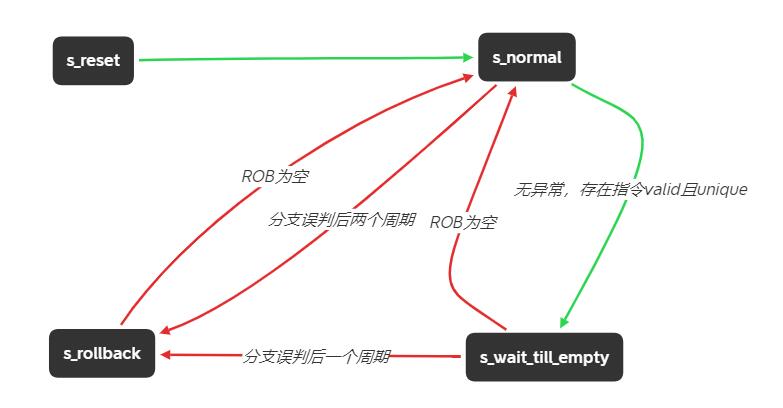 s_reset
s_normal
ROB为空
无异常，存在指令valid且unique
分支误判后两个周期
ROB为空
s_rollback
分支误判后一个周期
s_wait_till_empty